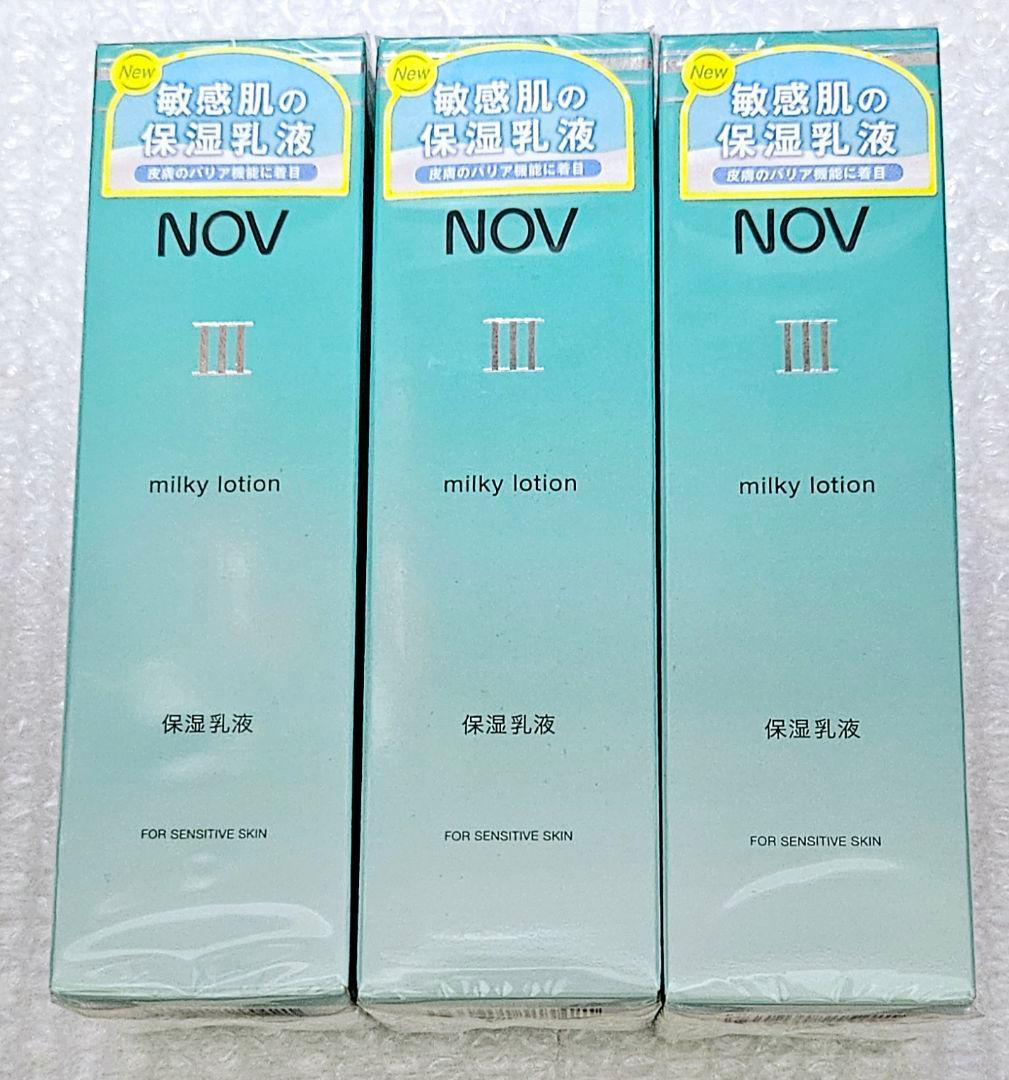 New
敏感肌の
保湿乳液
皮膚のバリア機能に着目
NOV
III
milky lotion
保湿乳液
FOR SENSITIVE SKIN
New
敏感肌の
保湿乳液
皮膚のバリア機能に着目
NOV
III
milky lotion
保湿乳液
FOR SENSITIVE SKIN
New
敏感肌の
保湿乳液
皮膚のバリア機能に着目
NOV
III
milky lotion
保湿乳液
FOR SENSITIVE SKIN